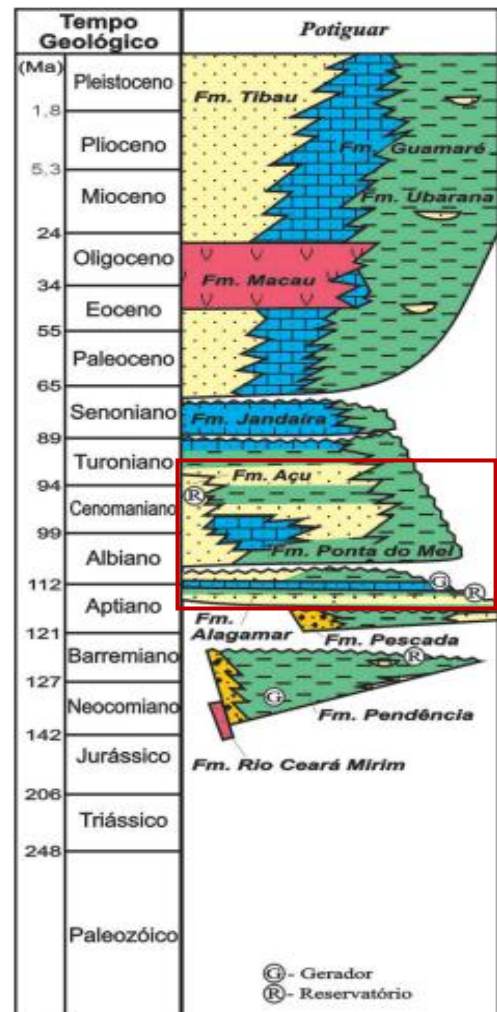 Tempo
Geológico
Potiguar
(Ma)
Pleistoceno
Fm. Tibau
1.8
Plioceno
Fm. Guamaré
5.3
Mioceno
Fm. Ubarana
24
Oligoceno
Fm. Macau
34
Eoceno
55
Paleoceno
65
Senoniano
Fm. Jandaíra
89
Turoniano
Fm. Açu
94
R
Cenomaniano
99
Albiano
Fm. Ponta do Mel
112
G
R
Aptiano
Fm.
Alagamar
121
Fm. Pescada
Barremiano
R
127
G
Neocomiano
Fm. Pendência
142
Jurássico
Fm. Rio Ceará Mirim
206
Triássico
248
Paleozóico
G - Gerador
R - Reservatório